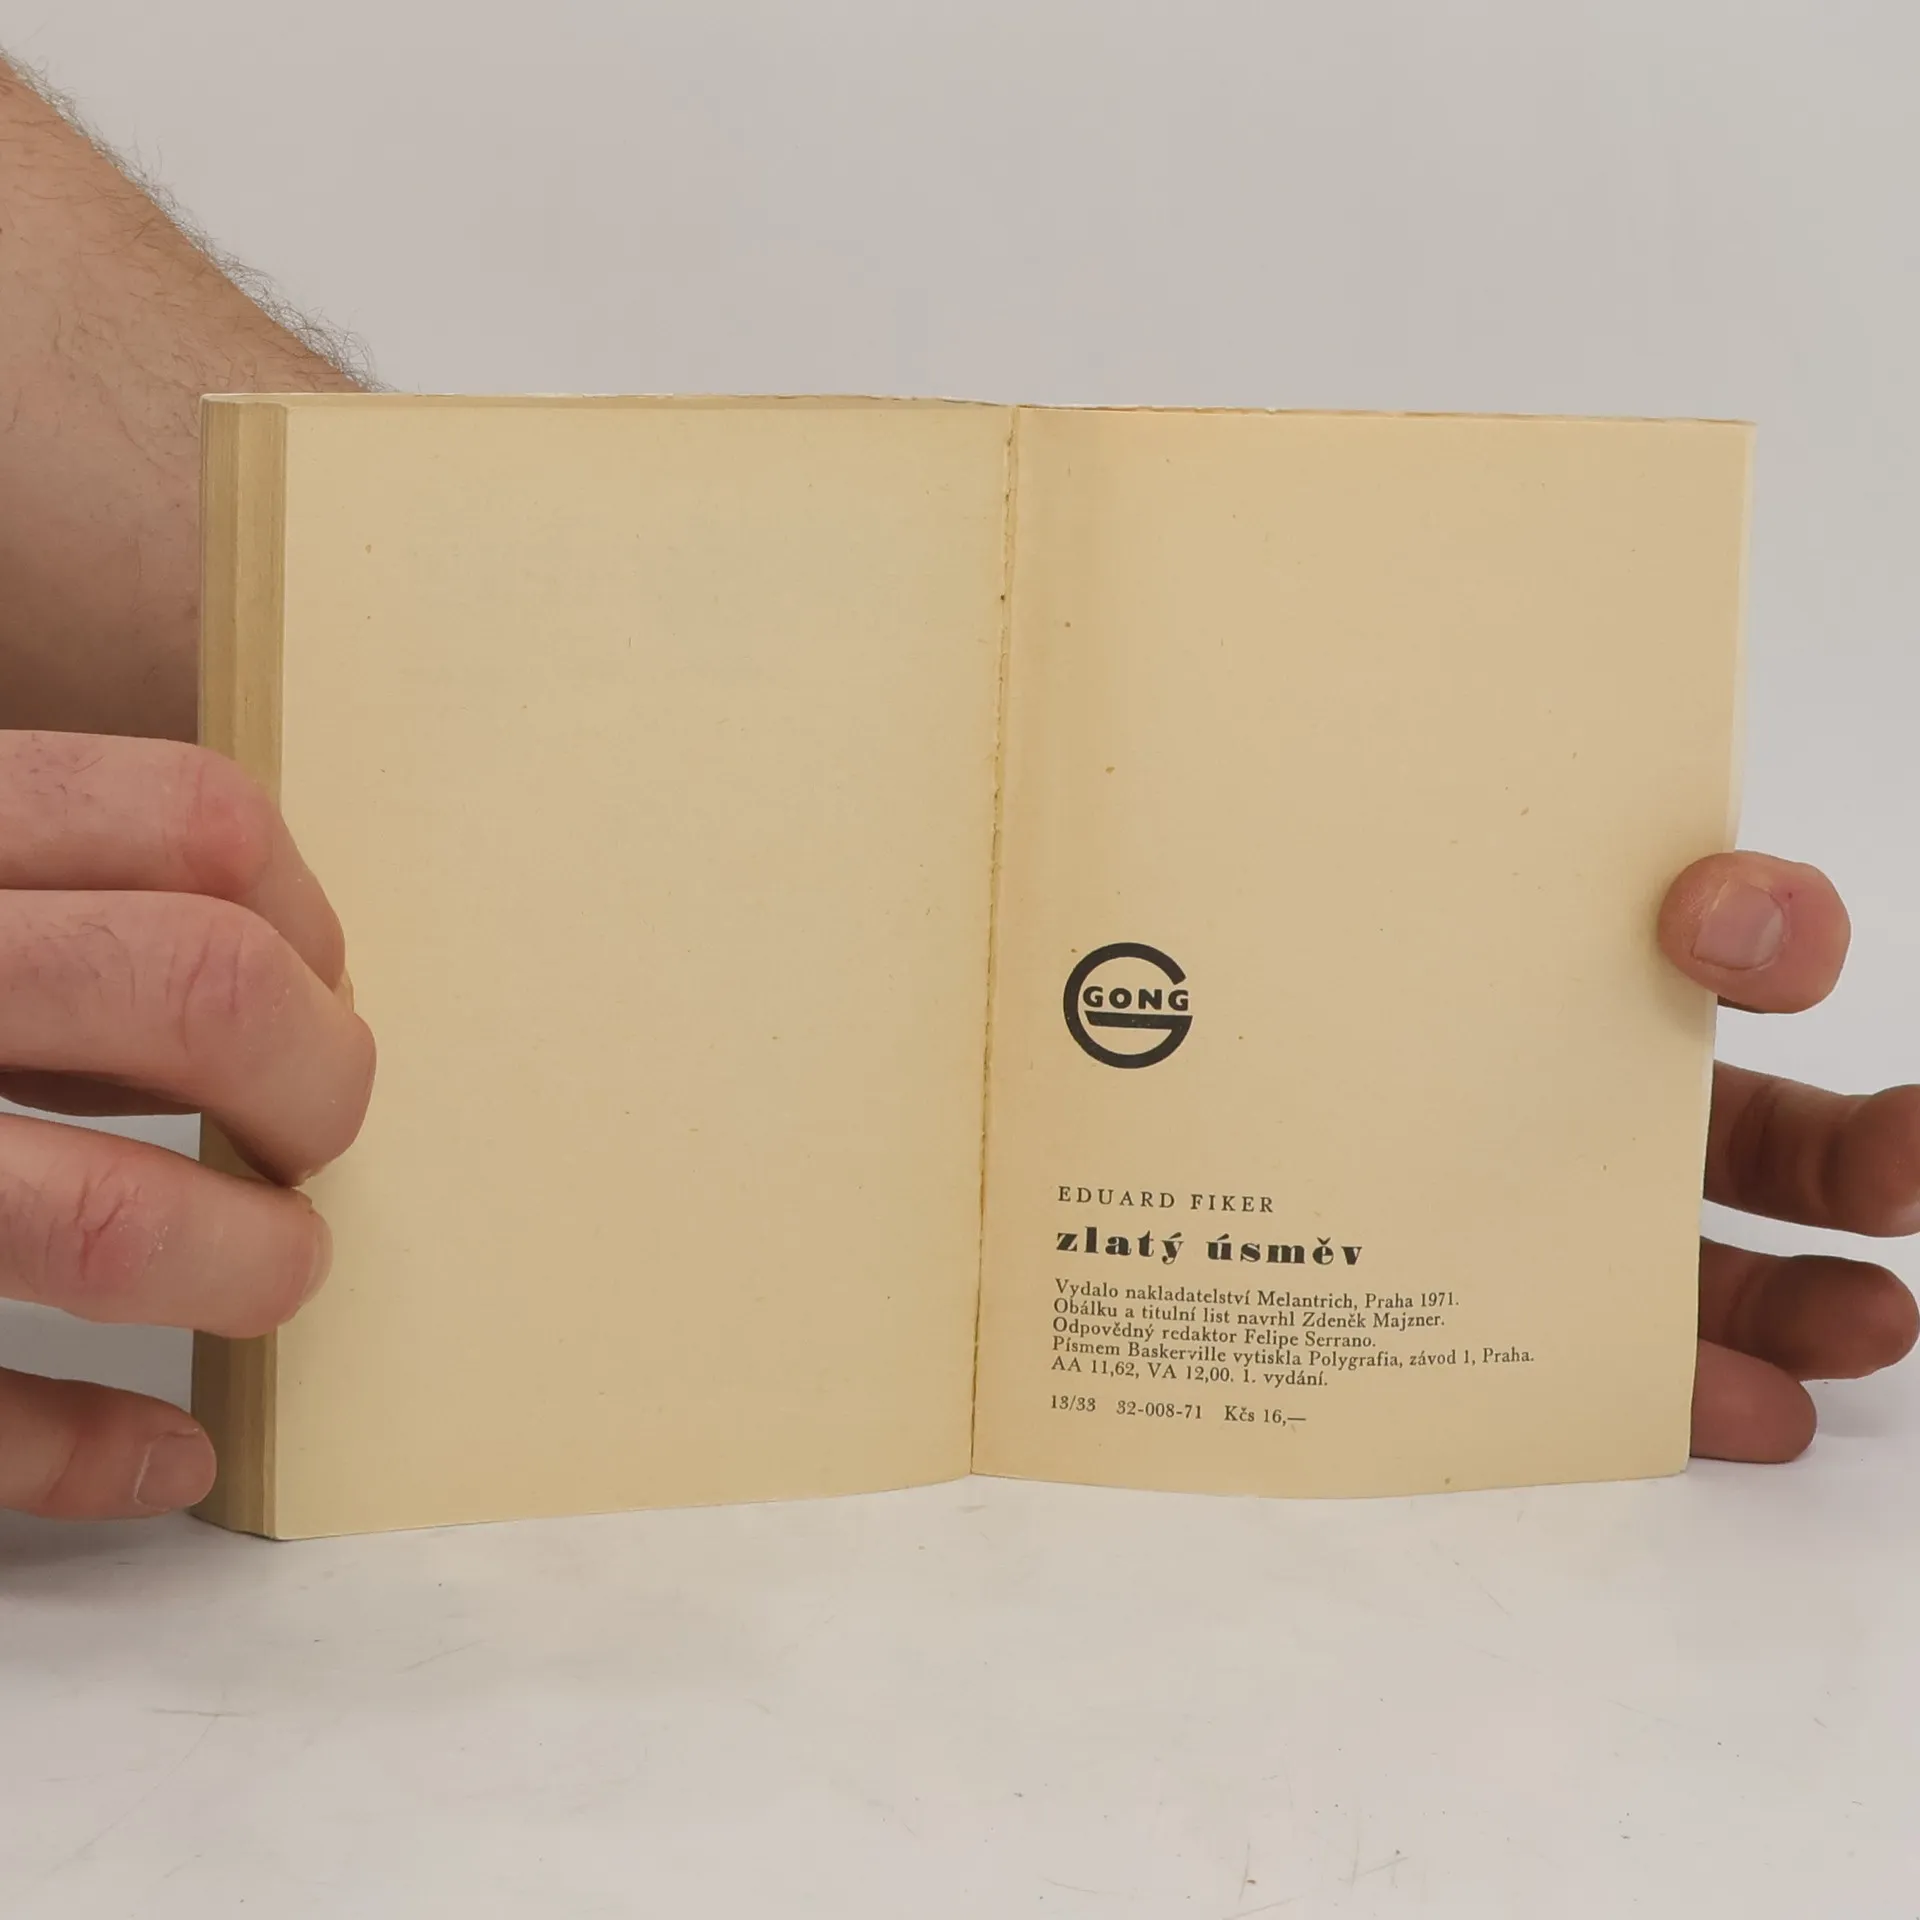 GONG
EDUARD FIKER
zlatý úsměv
Vydalo nakladatelství Melantrich, Praha 1971.
Obálku a titulní list navrhl Zdeněk Majzner.
Odpovědný redaktor Felipe Serrano.
Písmem Baskerville vytiskla Polygrafia, závod 1, Praha.
AA 11,62, VA 12,00. 1. vydání.
13/33 32-008-71 Kčs 16,—